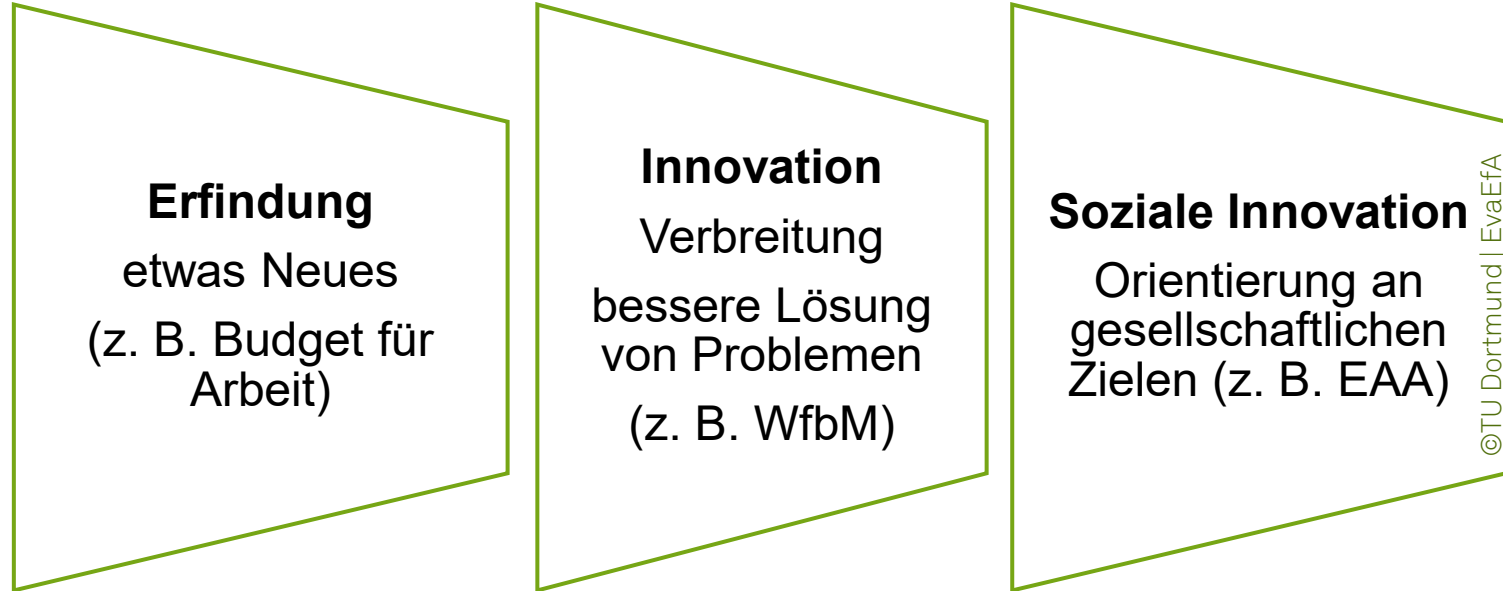 Erfindung
etwas Neues
(z. B. Budget für
Arbeit)
Innovation
Verbreitung
bessere Lösung
von Problemen
(z. B. WfbM)
Soziale Innovation
Orientierung an
gesellschaftlichen
Zielen (z. B. EAA)
©TU Dortmund | EvaEfA